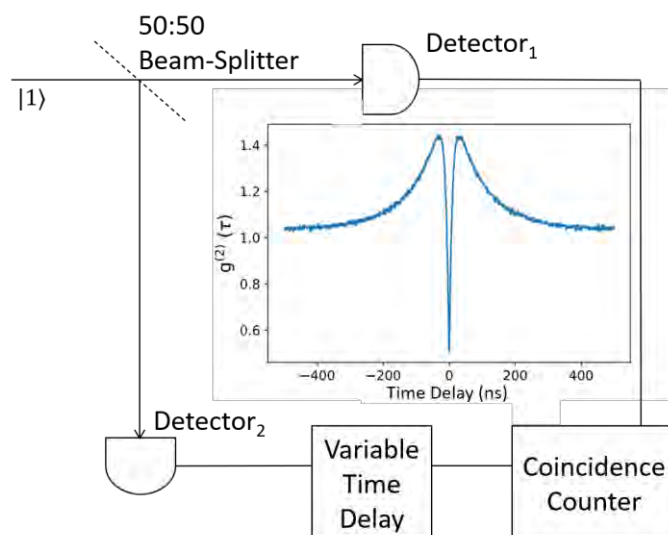 50:50
Beam-Splitter
Detector₁
|1⟩
1.4
1.2
1.0
0.8
0.6
g⁽²⁾ (τ)
−400
−200
0
200
400
Time Delay (ns)
Detector₂
Variable
Time
Delay
Coincidence
Counter